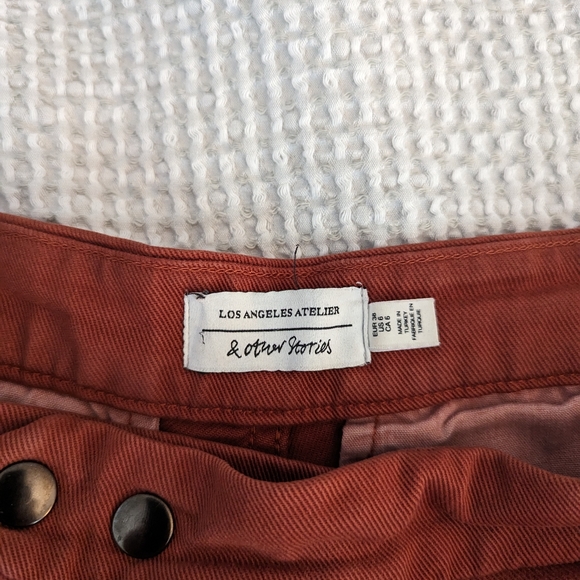 LOS ANGELES ATELIER
& other Stories
EUR 36
US 6
CA 6
MADE IN
TURKEY
FABRIQUÉ EN
TURQUIE